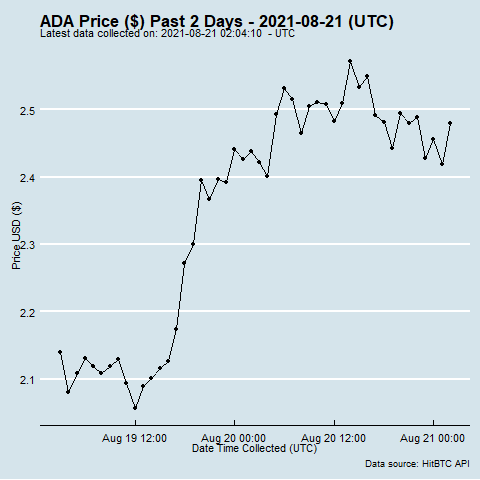 ADA Price ($) Past 2 Days - 2021-08-21 (UTC)
Latest data collected on: 2021-08-21 02:04:10 - UTC
Price USD ($)
2.5
2.4
2.3
2.2
2.1
Aug 19 12:00
Aug 20 00:00
Aug 20 12:00
Aug 21 00:00
Date Time Collected (UTC)
Data source: HitBTC API